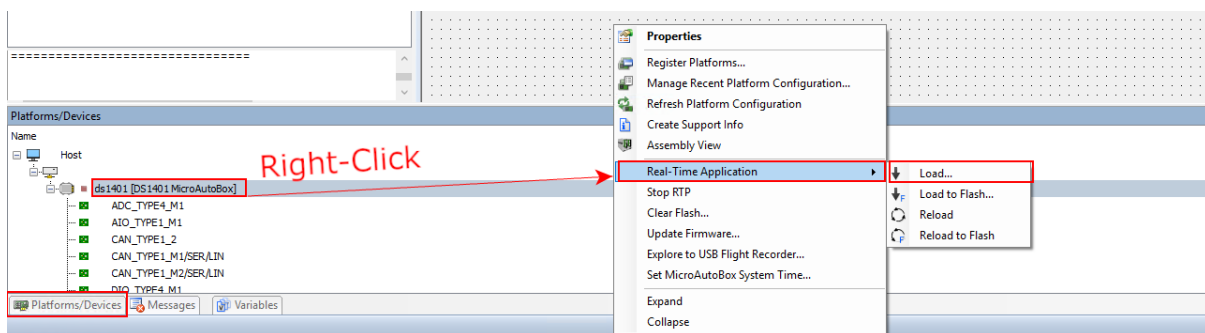 ================================
Platforms/Devices
Name
Host
ds1401 [DS1401 MicroAutoBox]
ADC_TYPE4_M1
AIO_TYPE1_M1
CAN_TYPE1_2
CAN_TYPE1_M1/SER/LIN
CAN_TYPE1_M2/SER/LIN
DIO_TYPE4_M1
Platforms/Devices Messages Variables
Right-Click
Properties
Register Platforms...
Manage Recent Platform Configuration...
Refresh Platform Configuration
Create Support Info
Assembly View
Real-Time Application
Stop RTP
Clear Flash...
Update Firmware...
Explore to USB Flight Recorder...
Set MicroAutoBox System Time...
Expand
Collapse
Load...
Load to Flash...
Reload
Reload to Flash